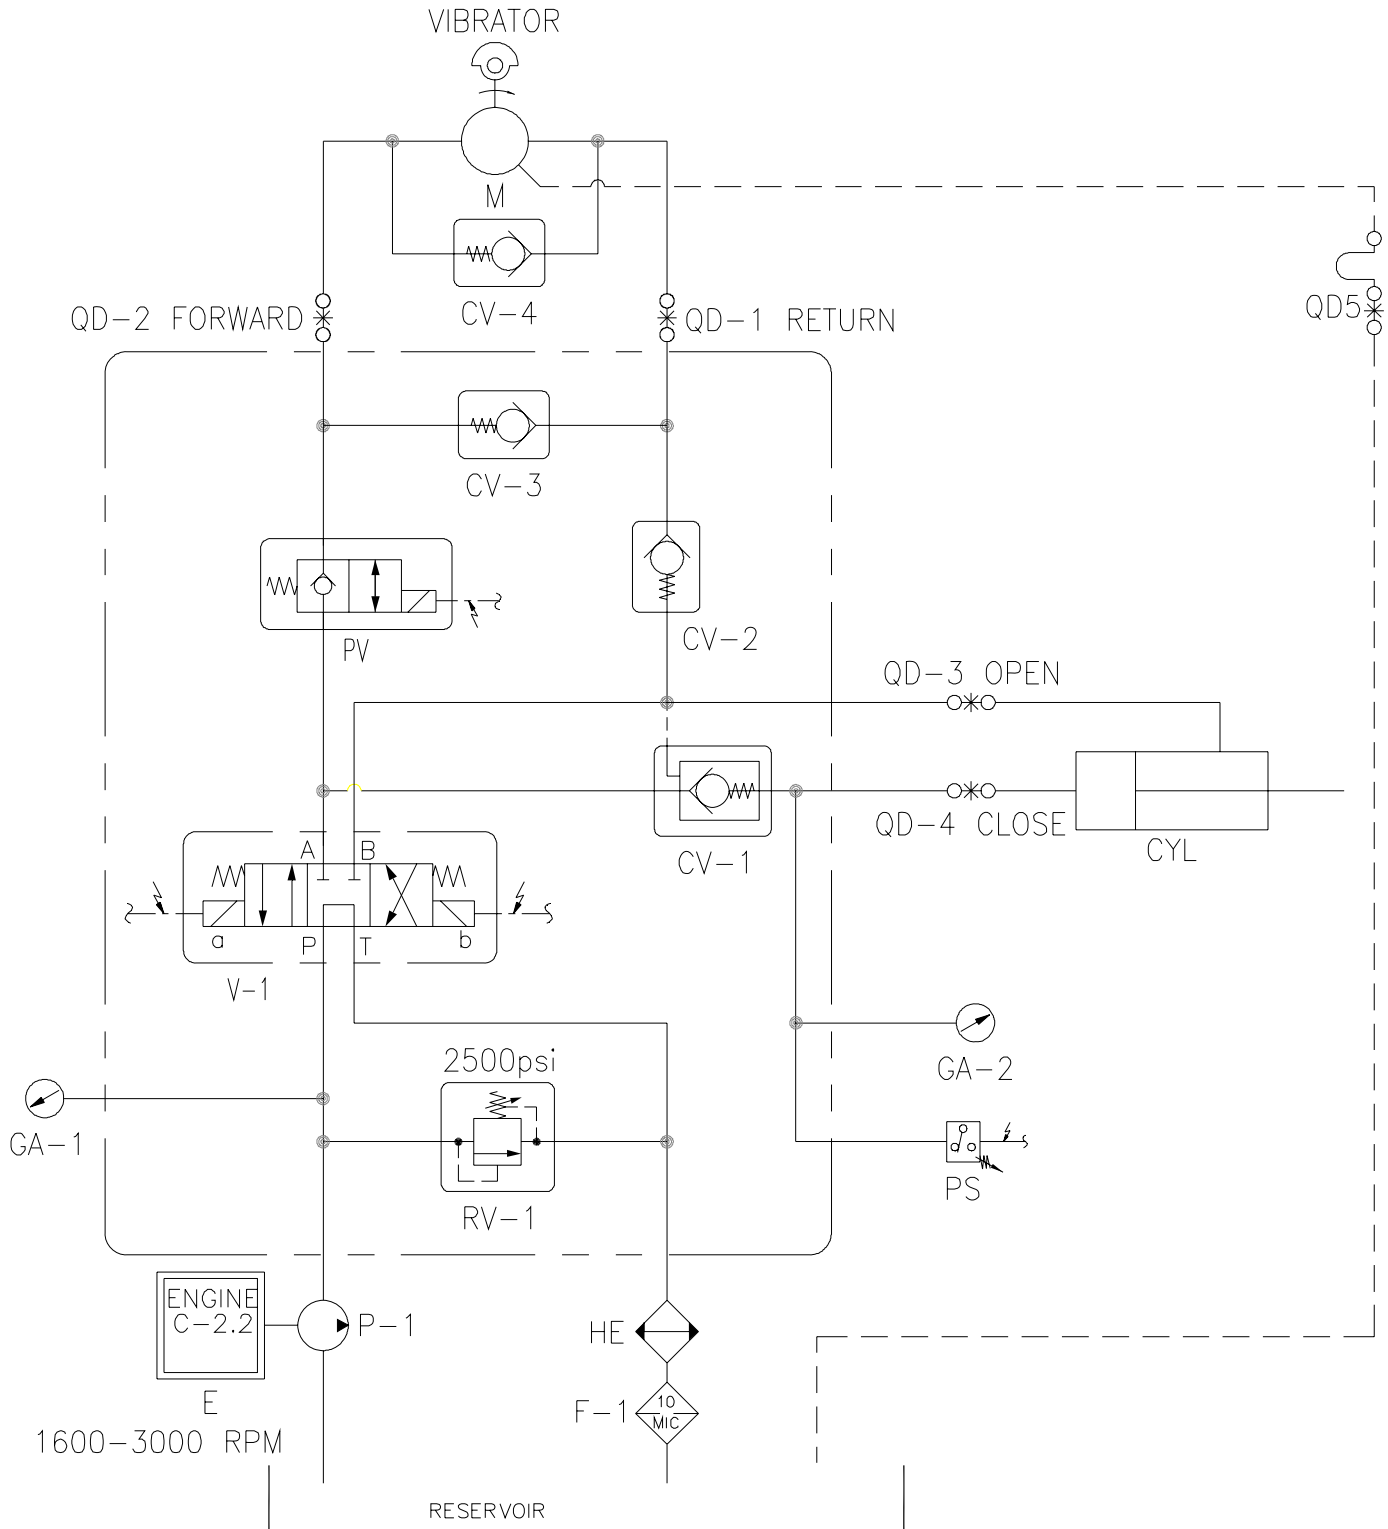 VIBRATOR
M
CV-4
QD-2 FORWARD
QD-1 RETURN
QD5
CV-3
CV-2
PV
QD-3 OPEN
QD-4 CLOSE
CYL
CV-1
A B
a P T b
V-1
2500psi
GA-2
GA-1
PS
RV-1
ENGINE
C-2.2
P-1
HE
E
F-1
10
MIC
1600-3000 RPM
RESERVOIR